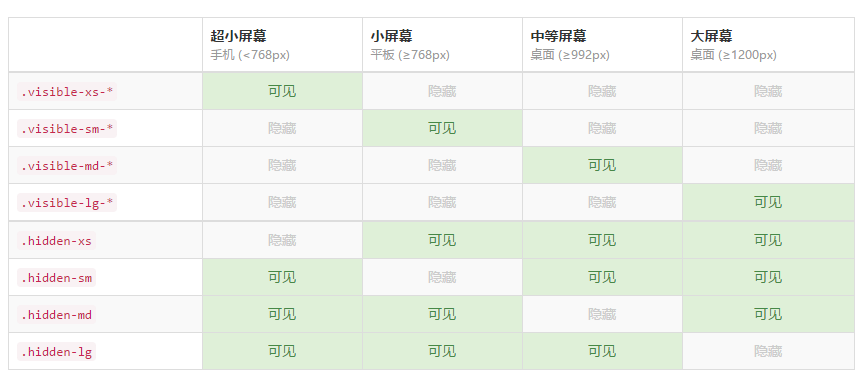 超小屏幕 小屏幕 中等屏幕 大屏幕
手机 (<768px) 平板 (≥768px) 桌面 (≥992px) 桌面 (≥1200px)
.visible-xs-* 可见 隐藏 隐藏 隐藏
.visible-sm-* 隐藏 可见 隐藏 隐藏
.visible-md-* 隐藏 隐藏 可见 隐藏
.visible-lg-* 隐藏 隐藏 隐藏 可见
.hidden-xs 隐藏 可见 可见 可见
.hidden-sm 可见 隐藏 可见 可见
.hidden-md 可见 可见 隐藏 可见
.hidden-lg 可见 可见 可见 隐藏